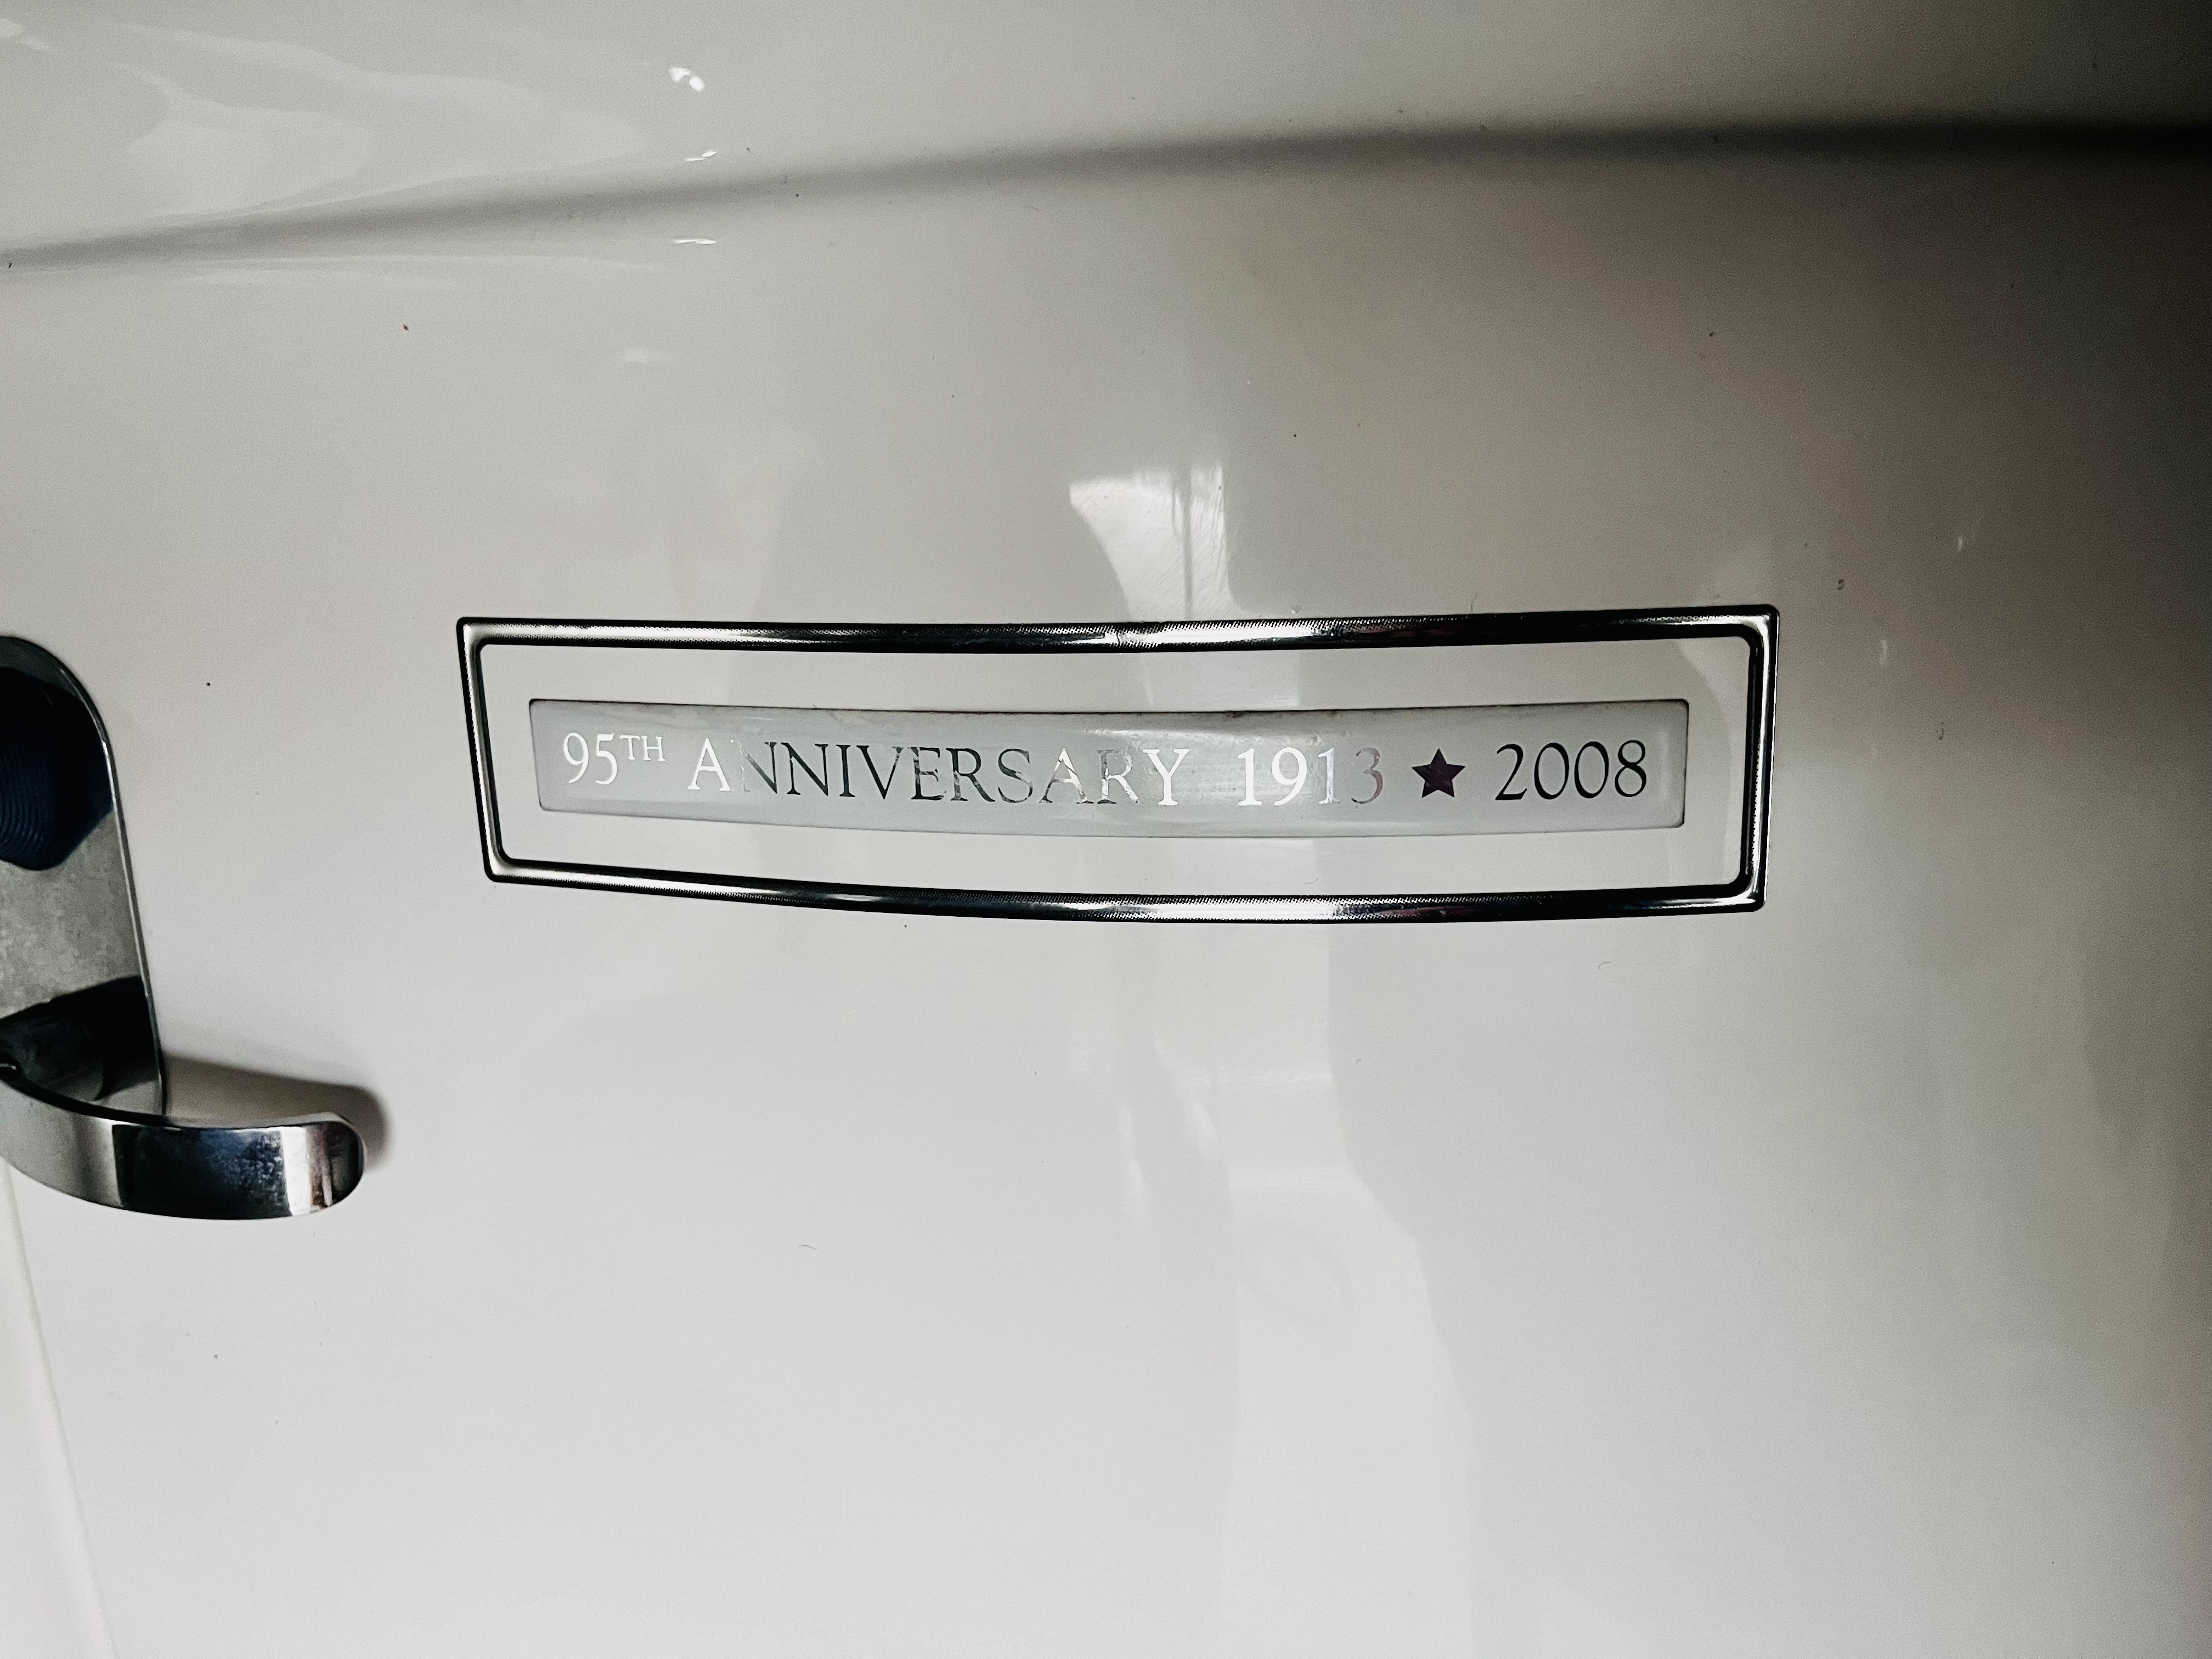 95TH ANNIVERSARY 1913 ★ 2008